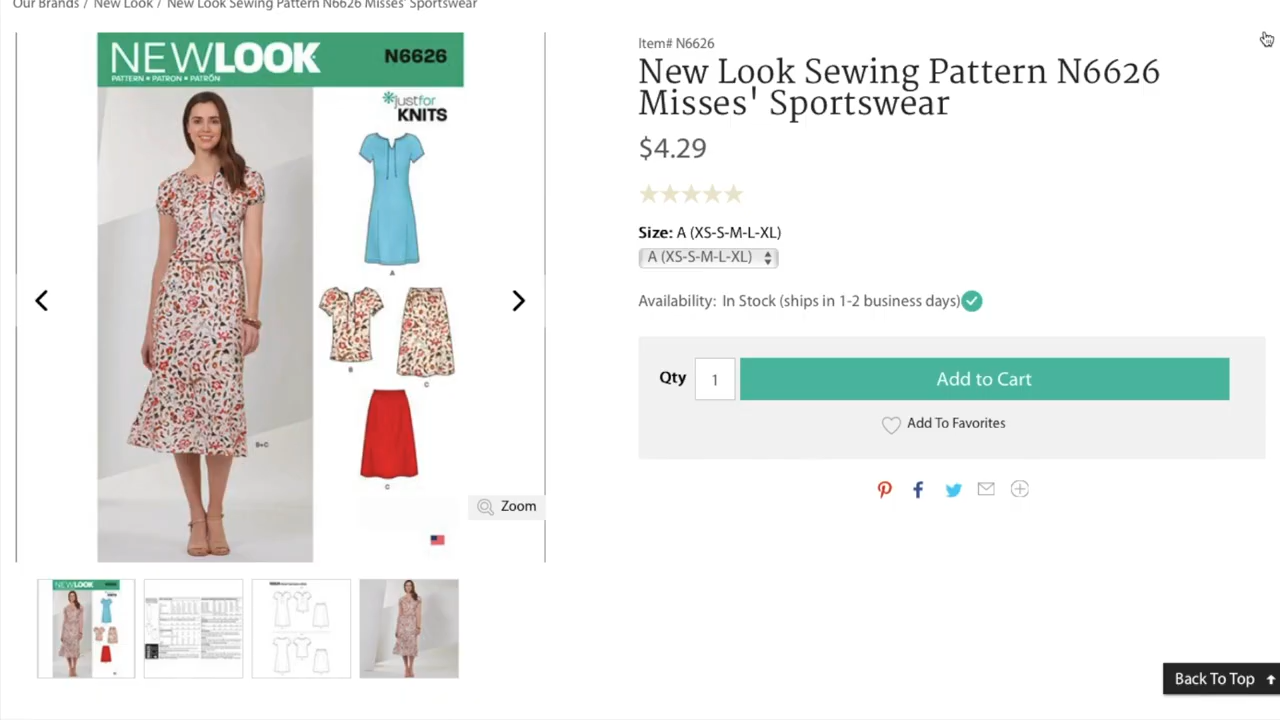 Our Brands / New Look / New Look Sewing Pattern N6626 Misses' Sportswear
NEWLOOK
N6626
PATTERN • PATRON • PATRÓN
justfor
KNITS
A
B
C
B+C
C
Zoom
Item# N6626
New Look Sewing Pattern N6626
Misses' Sportswear
$4.29
Size: A (XS-S-M-L-XL)
A (XS-S-M-L-XL)
Availability: In Stock (ships in 1-2 business days)
Qty
1
Add to Cart
Add To Favorites
NEWLOOK
Back To Top